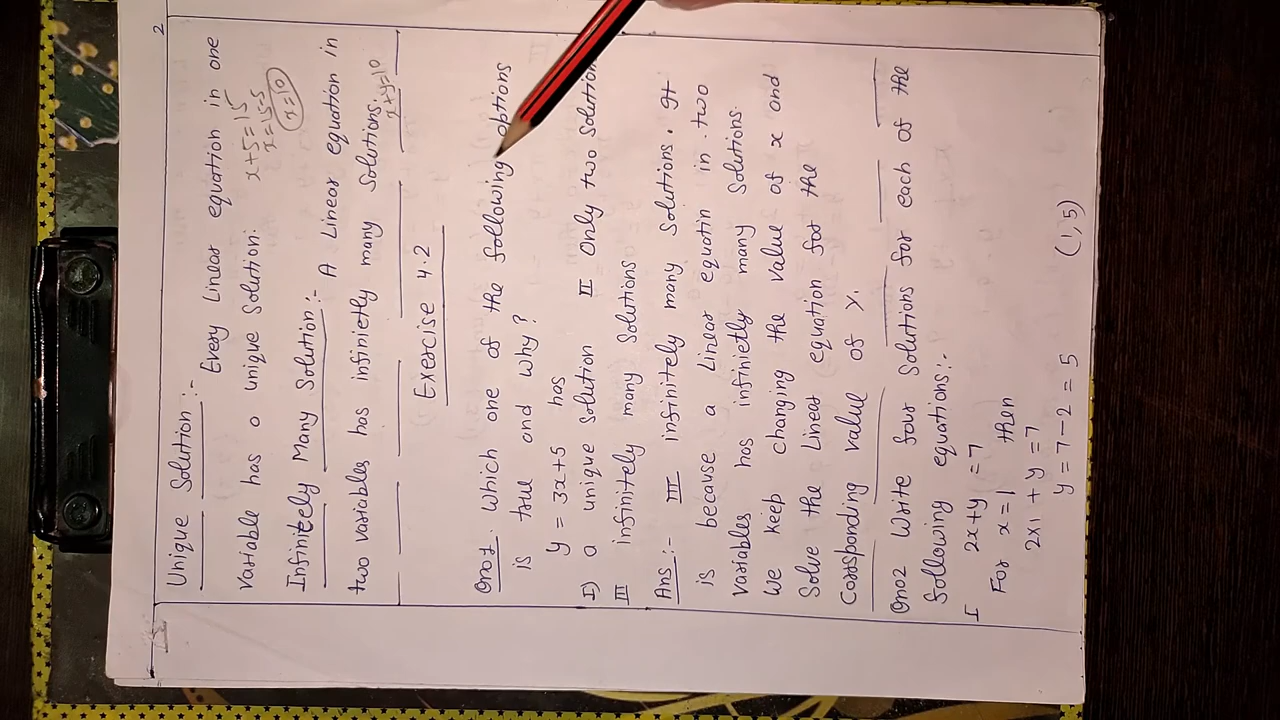 2
Unique Solution :-
Every Linear equation in one
variable has a unique Solution.
x+5=15
x=15-5
x=10
Infinitely Many Solution :- A Linear equation in
two variables has infinietly many Solutions.
x+y=10
Exercise 4.2
Qno1. Which one of the following options
is true and why?
y = 3x+5 has
I) a unique solution II Only two solution
III infinitely many Solutions
Ans:- III infinitely many Solutions. It
is because a Linear equatin in two
variables has infinietly many Solutions.
We keep changing the value of x and
Solve the Linear equation for the
Corrsponding value of y.
Qno2 Write four Solutions for each of the
following equations:-
I 2x+y=7
For x=1 then
2x1 + y = 7
y = 7-2 = 5 (1, 5)